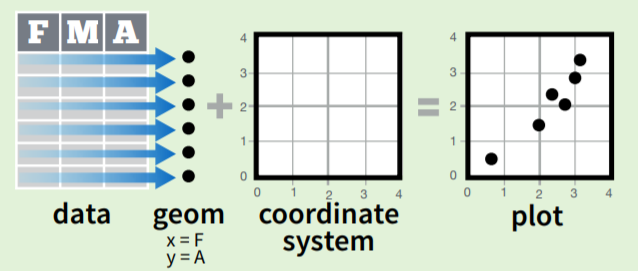 F M A
4
3
2
1
0
0 1 2 3 4
+
=
4
3
2
1
0
0 1 2 3 4
data
geom
x = F
y = A
coordinate
system
plot